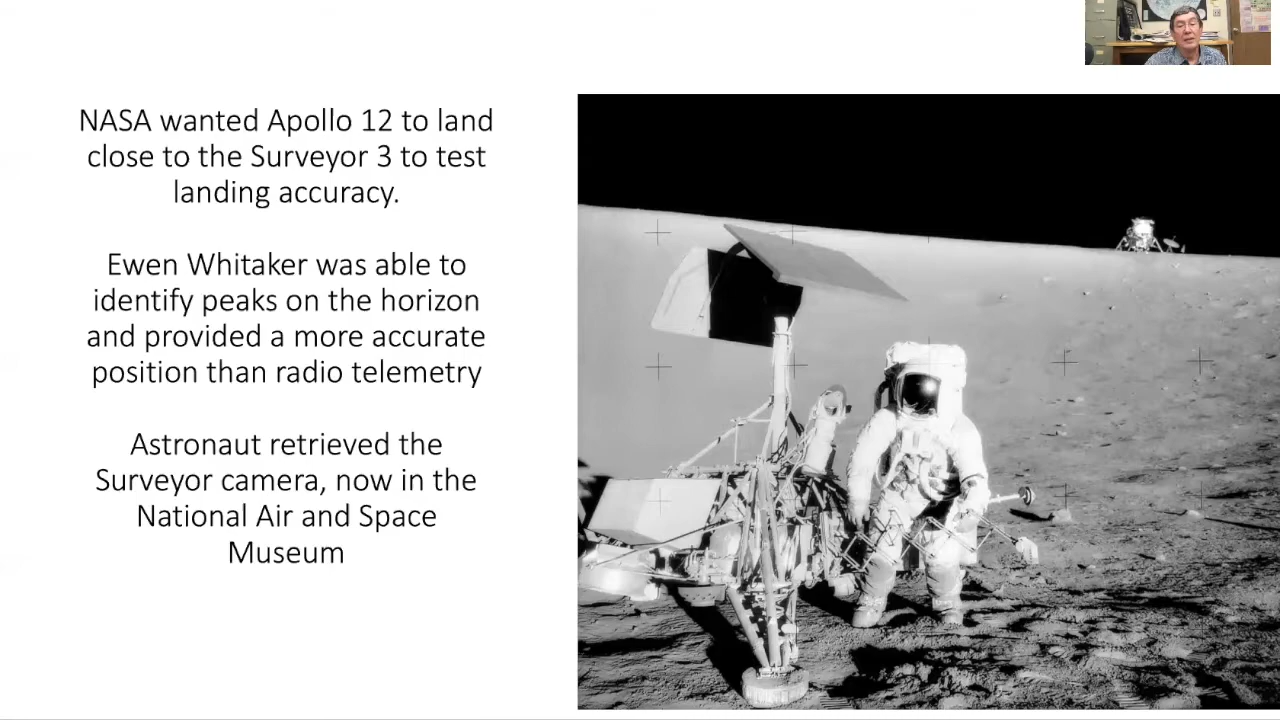 NASA wanted Apollo 12 to land
close to the Surveyor 3 to test
landing accuracy.
Ewen Whitaker was able to
identify peaks on the horizon
and provided a more accurate
position than radio telemetry
Astronaut retrieved the
Surveyor camera, now in the
National Air and Space
Museum